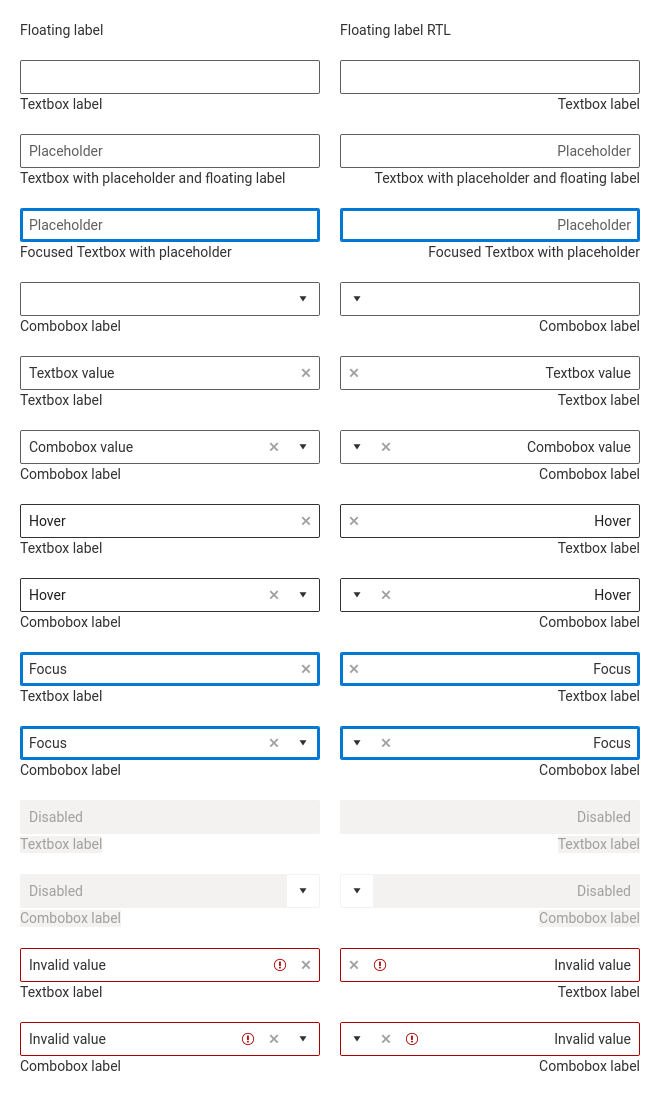 Floating label
Floating label RTL
Textbox label
Textbox label
Placeholder
Placeholder
Textbox with placeholder and floating label
Textbox with placeholder and floating label
Placeholder
Placeholder
Focused Textbox with placeholder
Focused Textbox with placeholder
Combobox label
Combobox label
Textbox value
Textbox value
Textbox label
Textbox label
Combobox value
Combobox value
Combobox label
Combobox label
Hover
Hover
Textbox label
Textbox label
Hover
Hover
Combobox label
Combobox label
Focus
Focus
Textbox label
Textbox label
Focus
Focus
Combobox label
Combobox label
Disabled
Disabled
Textbox label
Textbox label
Disabled
Disabled
Combobox label
Combobox label
Invalid value
Invalid value
Textbox label
Textbox label
Invalid value
Invalid value
Combobox label
Combobox label